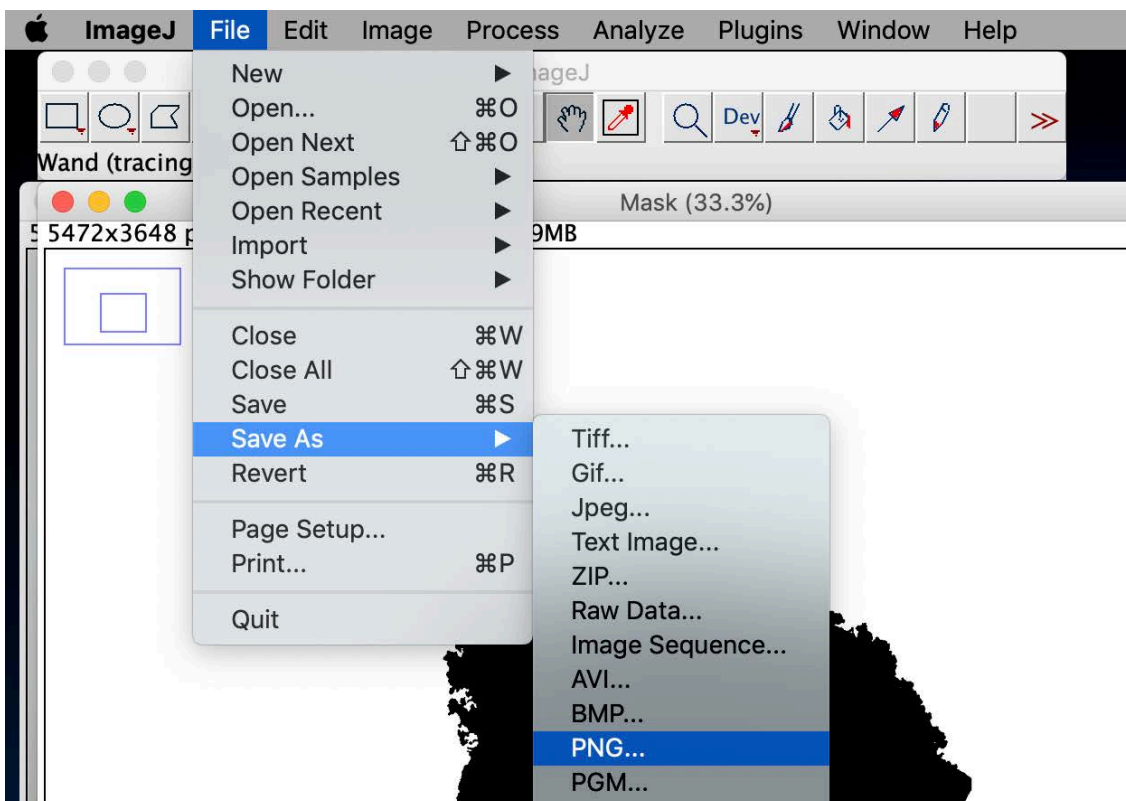 ImageJ File Edit Image Process Analyze Plugins Window Help
ageJ
Dev
Wand (tracing
Mask (33.3%)
5 5472x3648 p 9MB
New
Open... ⌘O
Open Next ⇧⌘O
Open Samples
Open Recent
Import
Show Folder
Close ⌘W
Close All ⇧⌘W
Save ⌘S
Save As
Revert ⌘R
Page Setup...
Print... ⌘P
Quit
Tiff...
Gif...
Jpeg...
Text Image...
ZIP...
Raw Data...
Image Sequence...
AVI...
BMP...
PNG...
PGM...